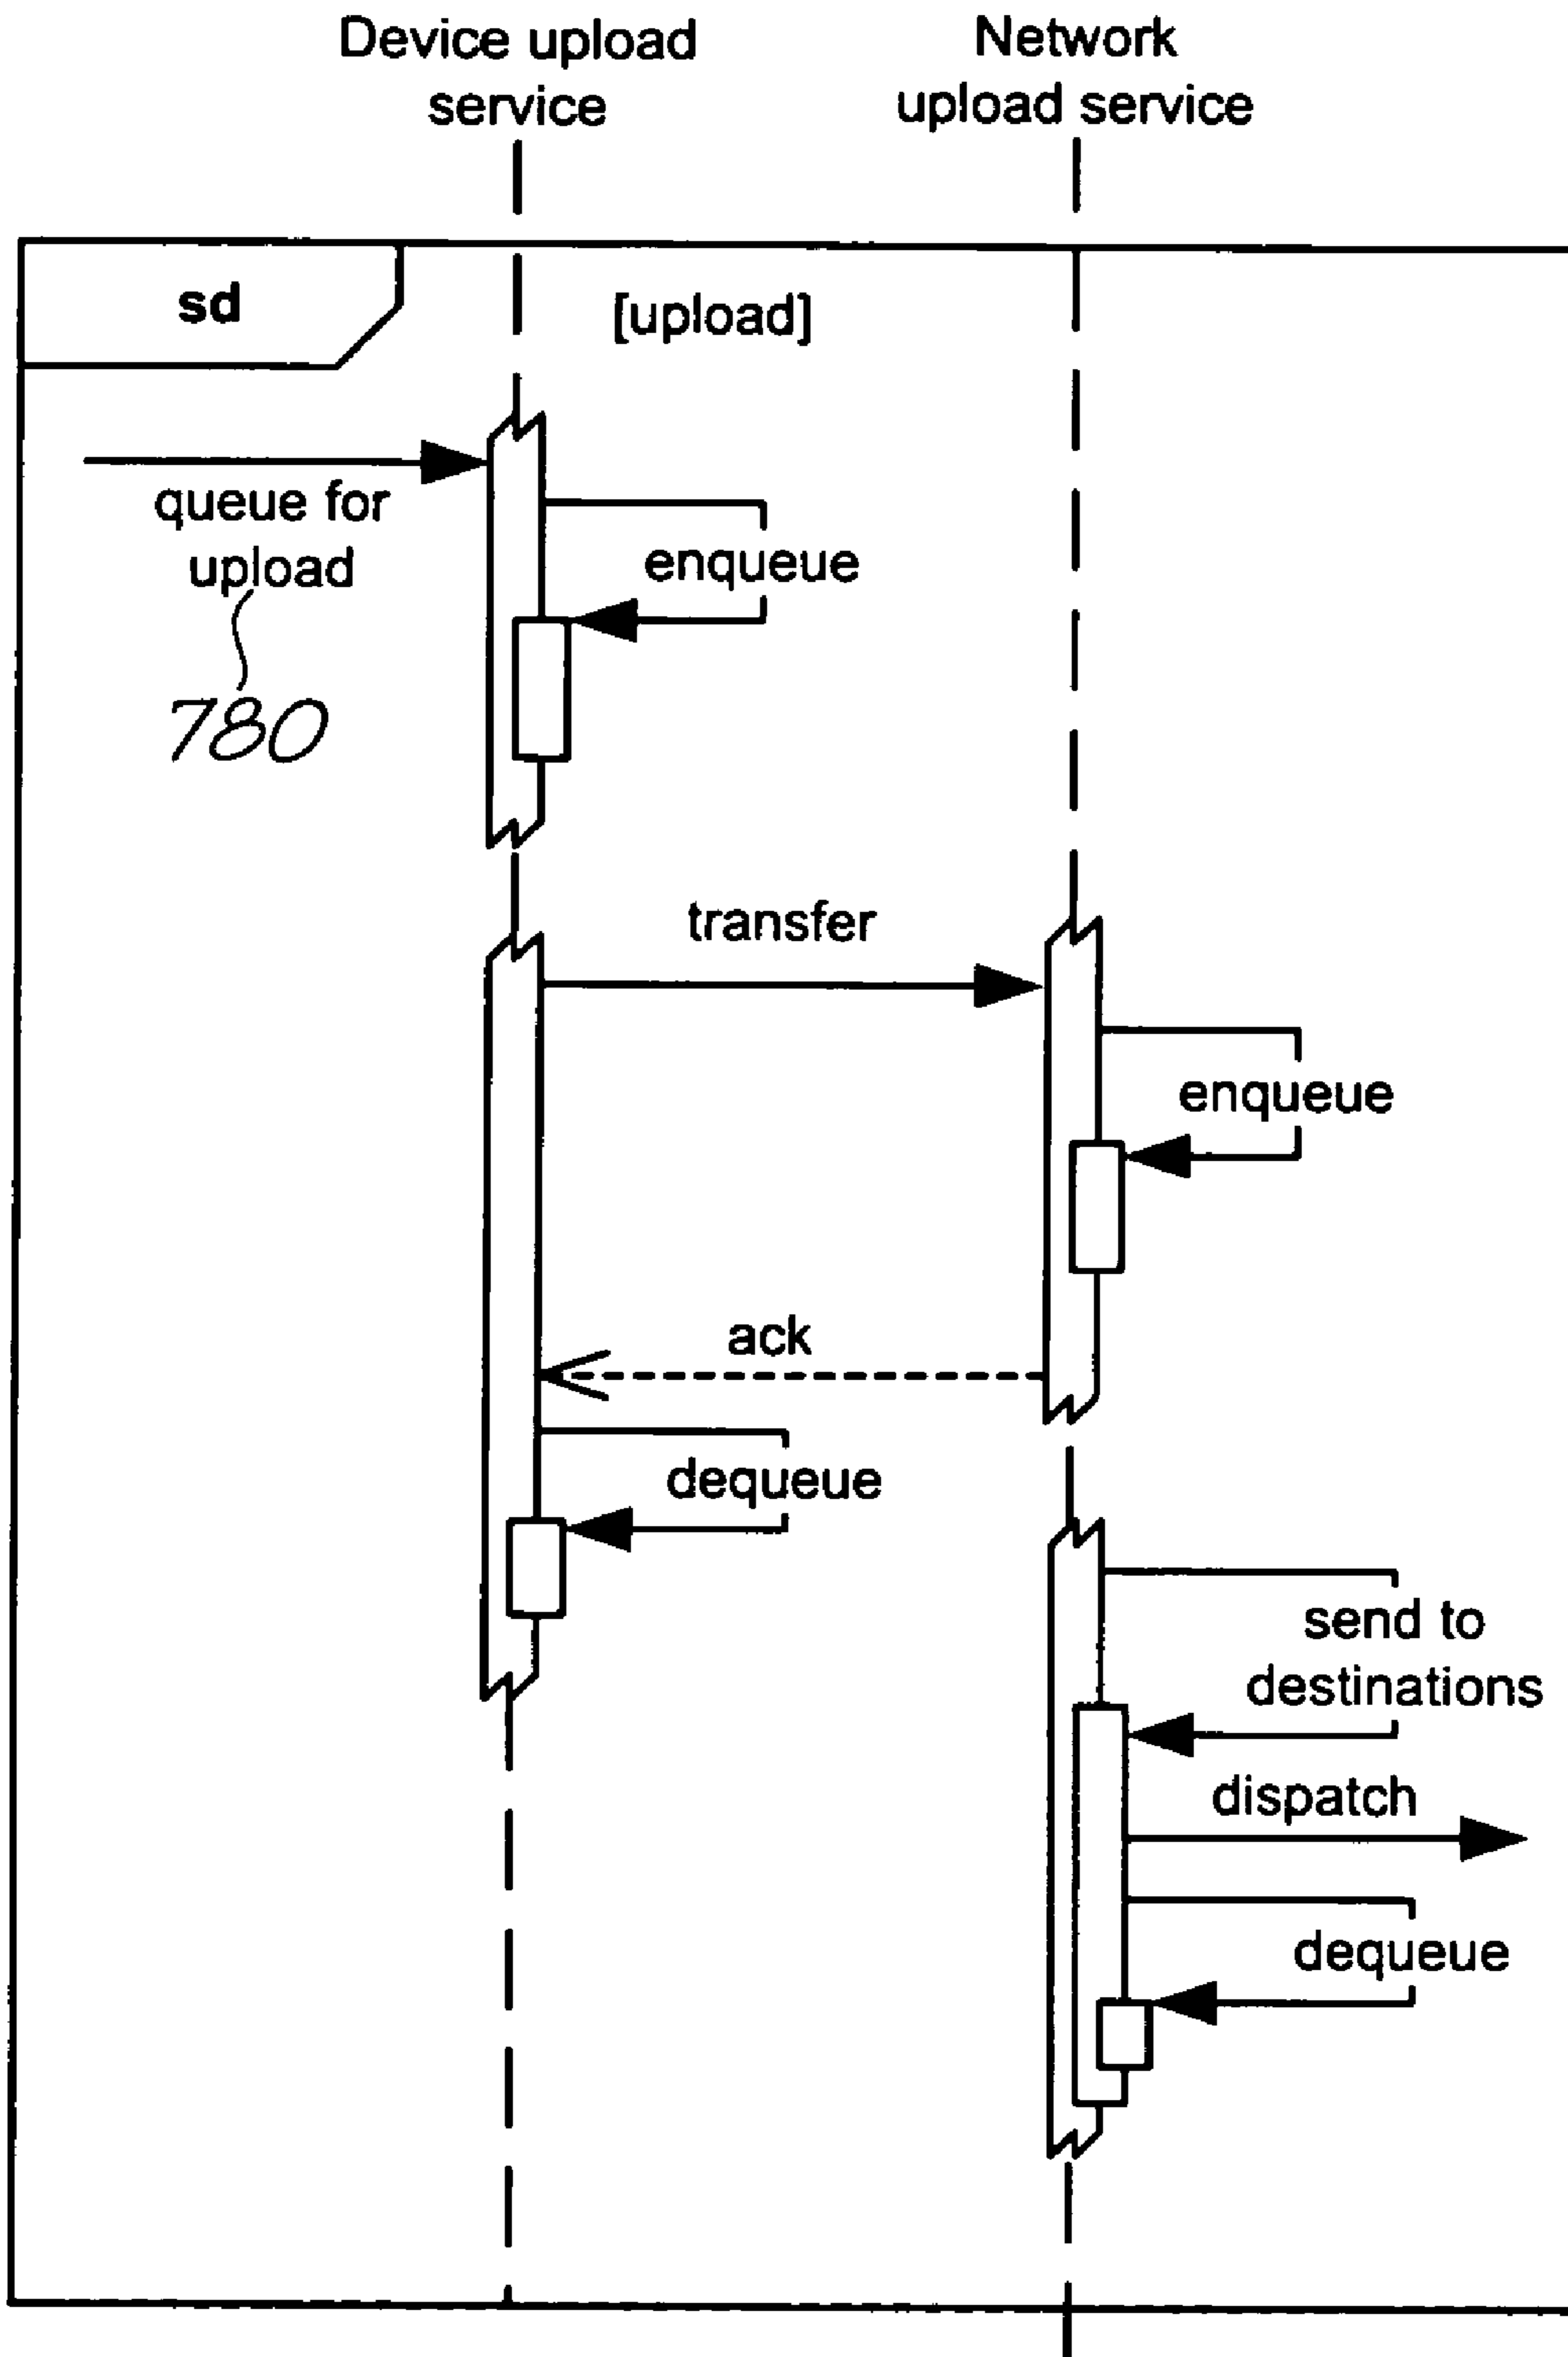 Device upload
service
Network
upload service
sd
[upload]
queue for
upload
780
enqueue
transfer
enqueue
ack
dequeue
send to
destinations
dispatch
dequeue